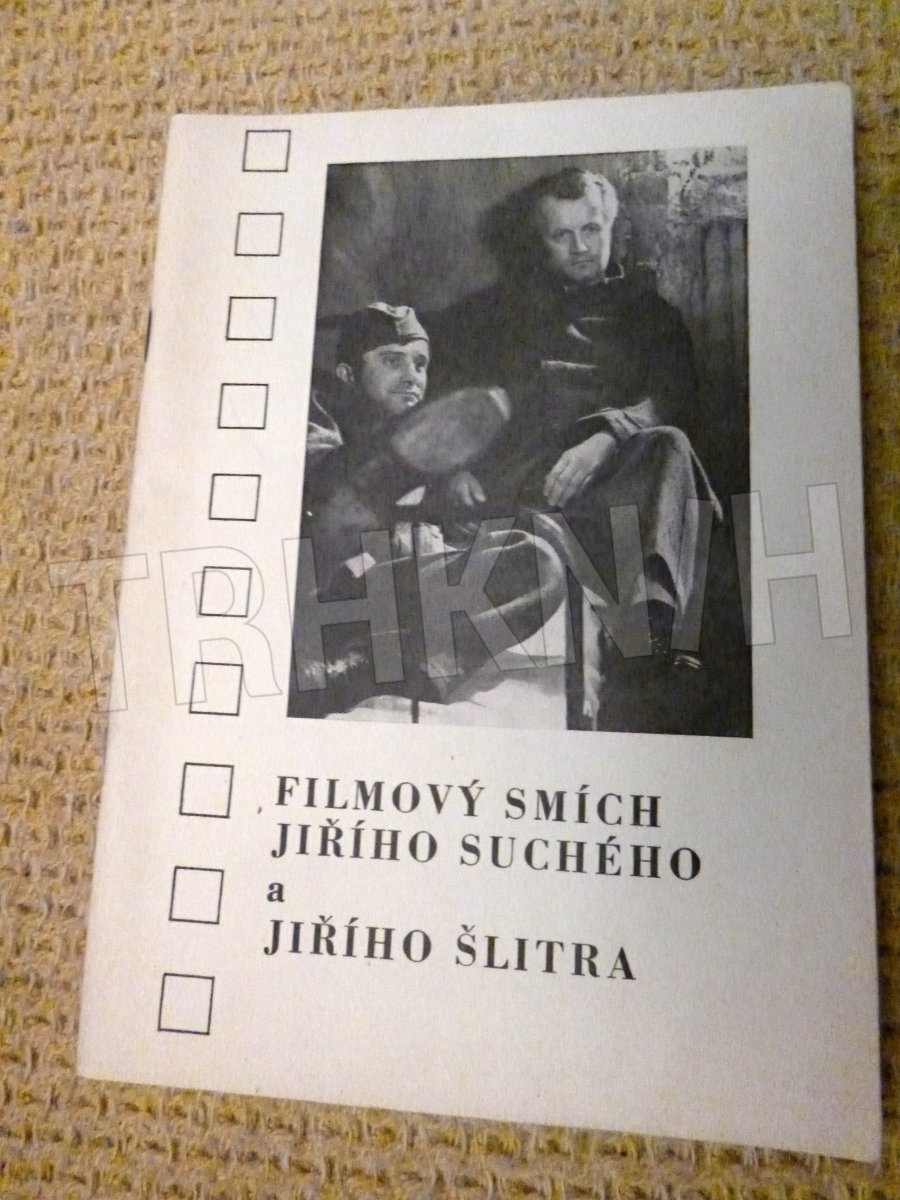 TRHKNIH
FILMOVÝ SMÍCH
JIŘÍHO SUCHÉHO
a
JIŘÍHO ŠLITRA